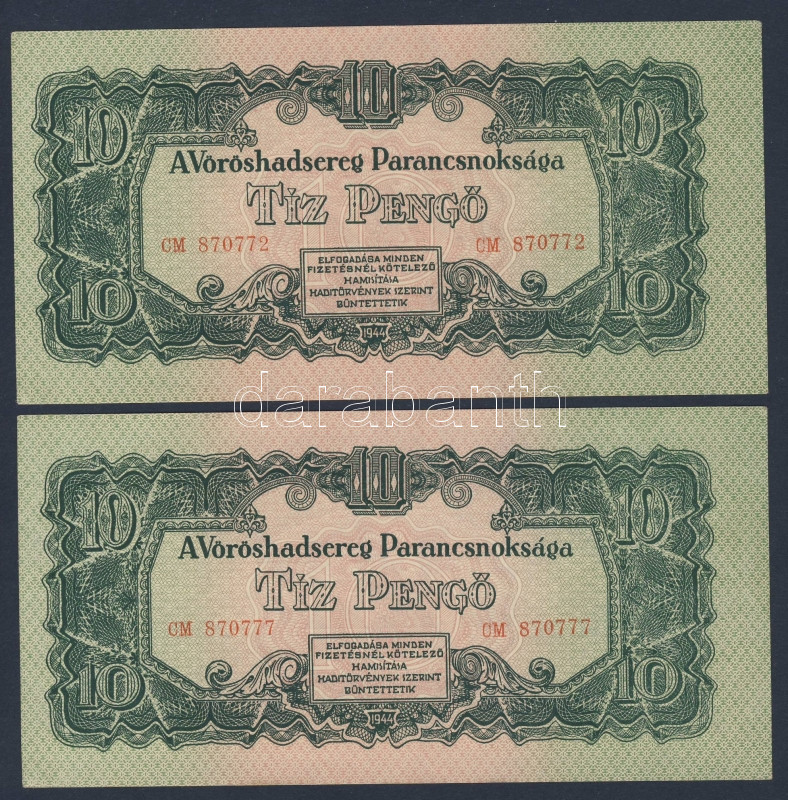 10
10 10
A Vöröshadsereg Parancsnoksága
TÍZ PENGŐ
CM 870772 CM 870772
ELFOGADÁSA MINDEN
FIZETÉSNÉL KÖTELEZŐ
HAMISÍTÁSA
HADITÖRVÉNYEK SZERINT
BÜNTETTETIK
10 10
1944
darabanth
10
10 10
A Vöröshadsereg Parancsnoksága
TÍZ PENGŐ
CM 870777 CM 870777
ELFOGADÁSA MINDEN
FIZETÉSNÉL KÖTELEZŐ
HAMISÍTÁSA
HADITÖRVÉNYEK SZERINT
BÜNTETTETIK
10 10
1944